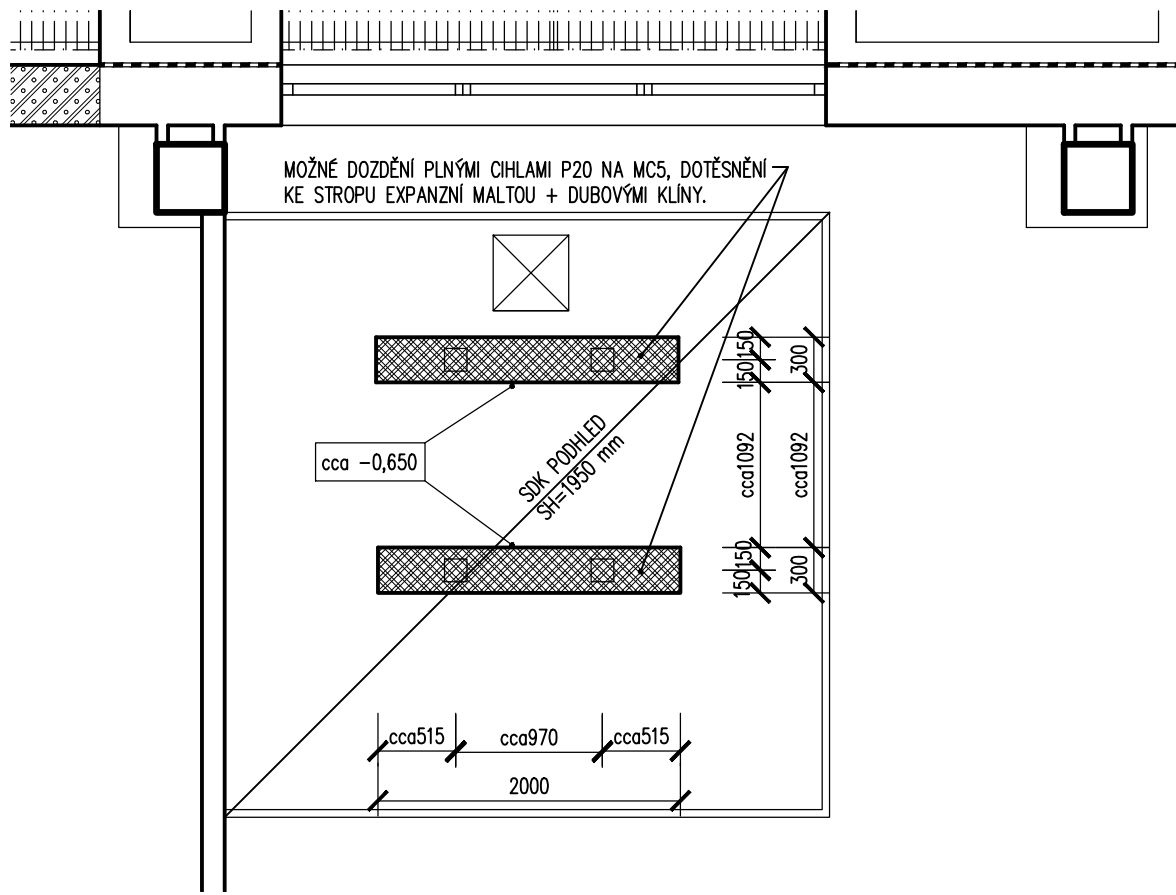 MOŽNÉ DOZDĚNÍ PLNÝMI CIHLAMI P20 NA MC5, DOTĚSNĚNÍ
KE STROPU EXPANZNÍ MALTOU + DUBOVÝMI KLÍNY.
150
150
300
cca -0,650
SDK PODHLED
SH=1950 mm
cca1092
cca1092
150
150
300
cca515
cca970
cca515
2000